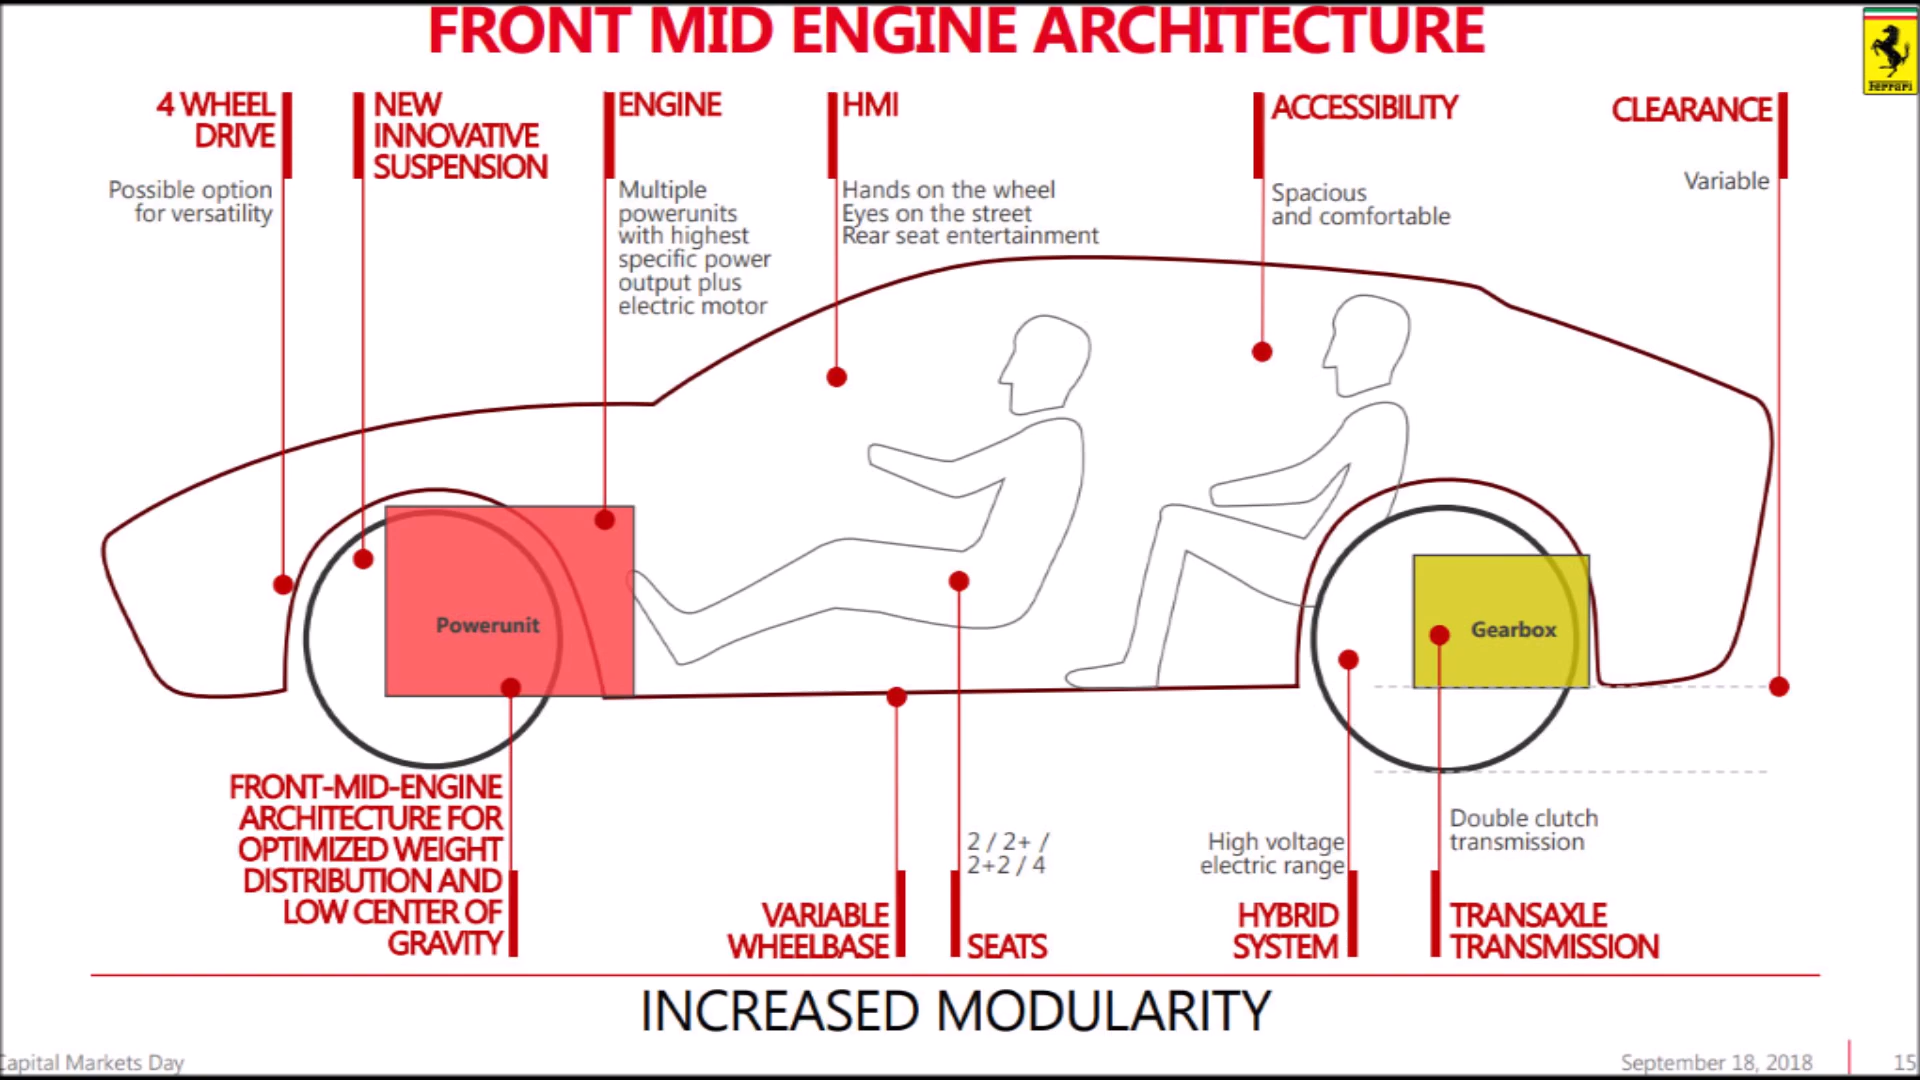 FRONT MID ENGINE ARCHITECTURE
Ferrari
4 WHEEL
DRIVE
Possible option
for versatility
NEW
INNOVATIVE
SUSPENSION
ENGINE
Multiple
powerunits
with highest
specific power
output plus
electric motor
HMI
Hands on the wheel
Eyes on the street
Rear seat entertainment
ACCESSIBILITY
Spacious
and comfortable
CLEARANCE
Variable
Powerunit
Gearbox
FRONT-MID-ENGINE
ARCHITECTURE FOR
OPTIMIZED WEIGHT
DISTRIBUTION AND
LOW CENTER OF
GRAVITY
VARIABLE
WHEELBASE
2 / 2+ /
2+2 / 4
SEATS
High voltage
electric range
HYBRID
SYSTEM
Double clutch
transmission
TRANSAXLE
TRANSMISSION
INCREASED MODULARITY
Capital Markets Day
September 18, 2018
15